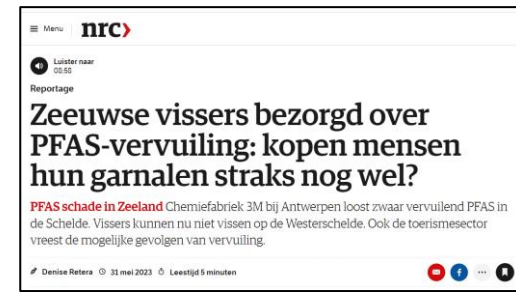 Menu nrc>
Luister naar
08:58
Reportage
Zeeuwse vissers bezorgd over
PFAS-vervuiling: kopen mensen
hun garnalen straks nog wel?
PFAS schade in Zeeland Chemiefabriek 3M bij Antwerpen loost zwaar vervuilend PFAS in
de Schelde. Vissers kunnen nu niet vissen op de Westerschelde. Ook de toerismesector
vreest de mogelijke gevolgen van vervuiling.
Denise Retera 31 mei 2023 Leestijd 5 minuten